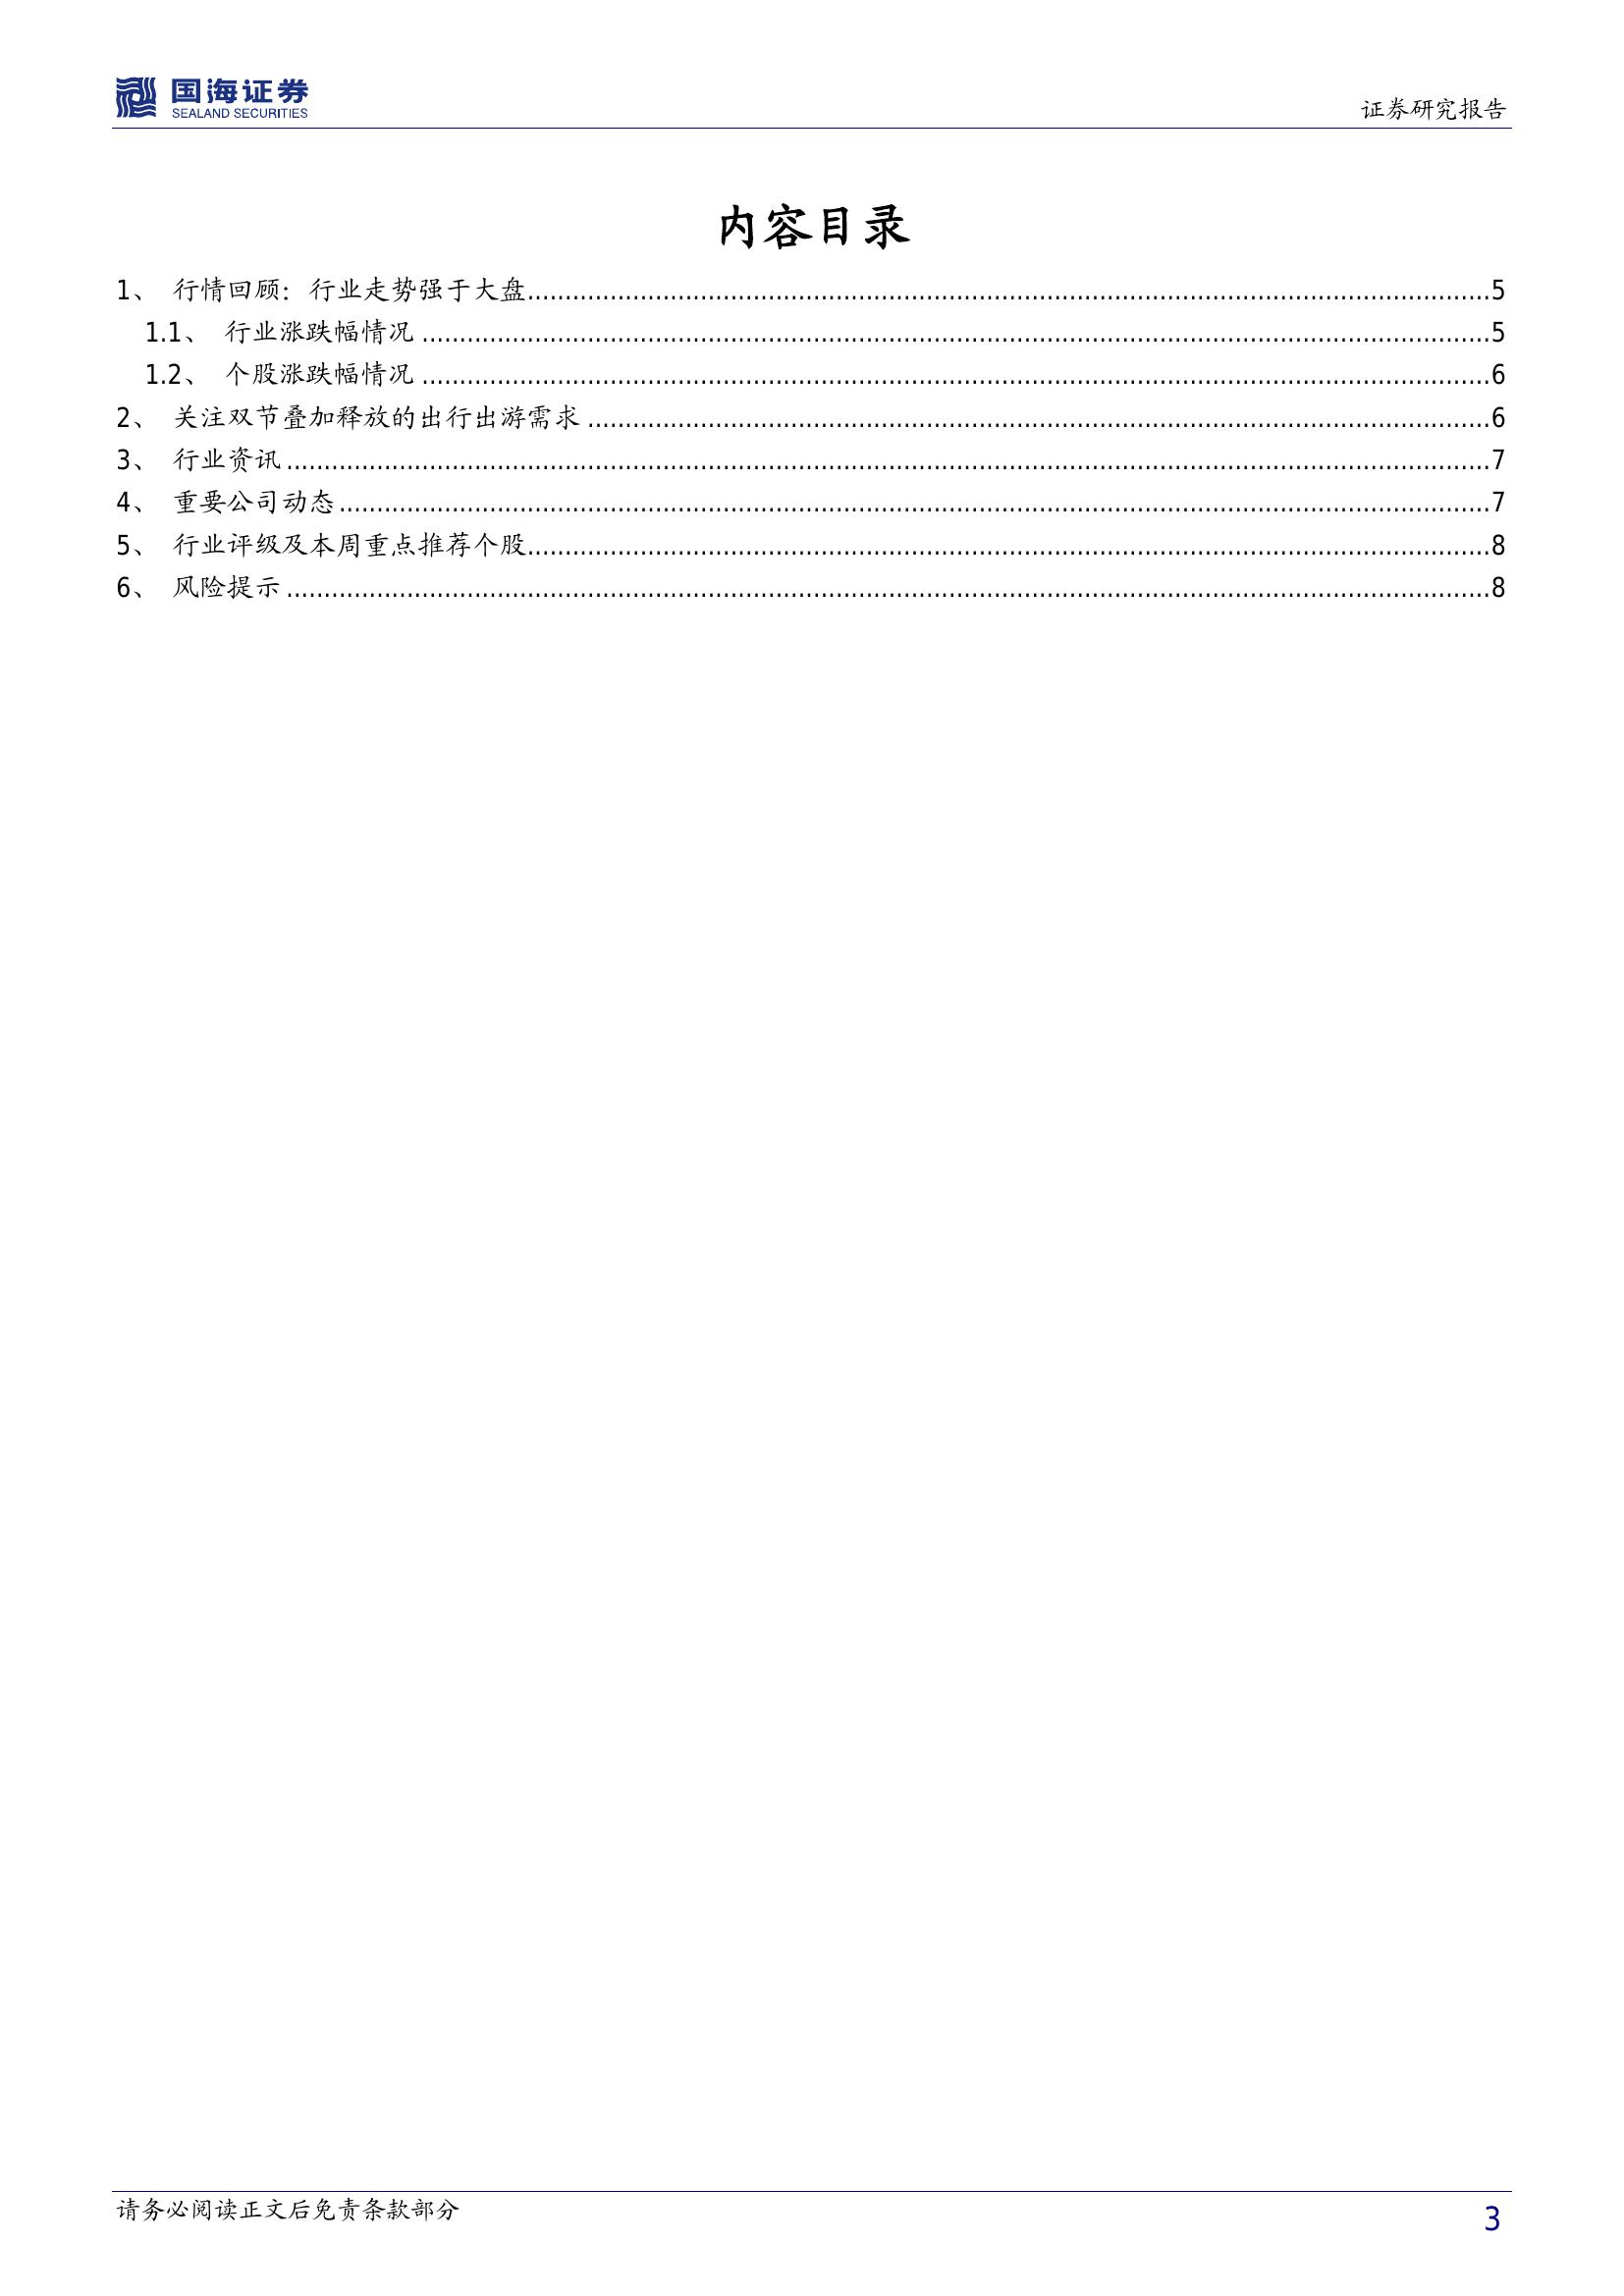 国海证券
SEALAND SECURITIES
证券研究报告
内容目录
1、 行情回顾：行业走势强于大盘................................................................5
1.1、 行业涨跌幅情况................................................................5
1.2、 个股涨跌幅情况................................................................6
2、 关注双节叠加释放的出行出游需求................................................................6
3、 行业资讯................................................................7
4、 重要公司动态................................................................7
5、 行业评级及本周重点推荐个股................................................................8
6、 风险提示................................................................8
请务必阅读正文后免责条款部分
3